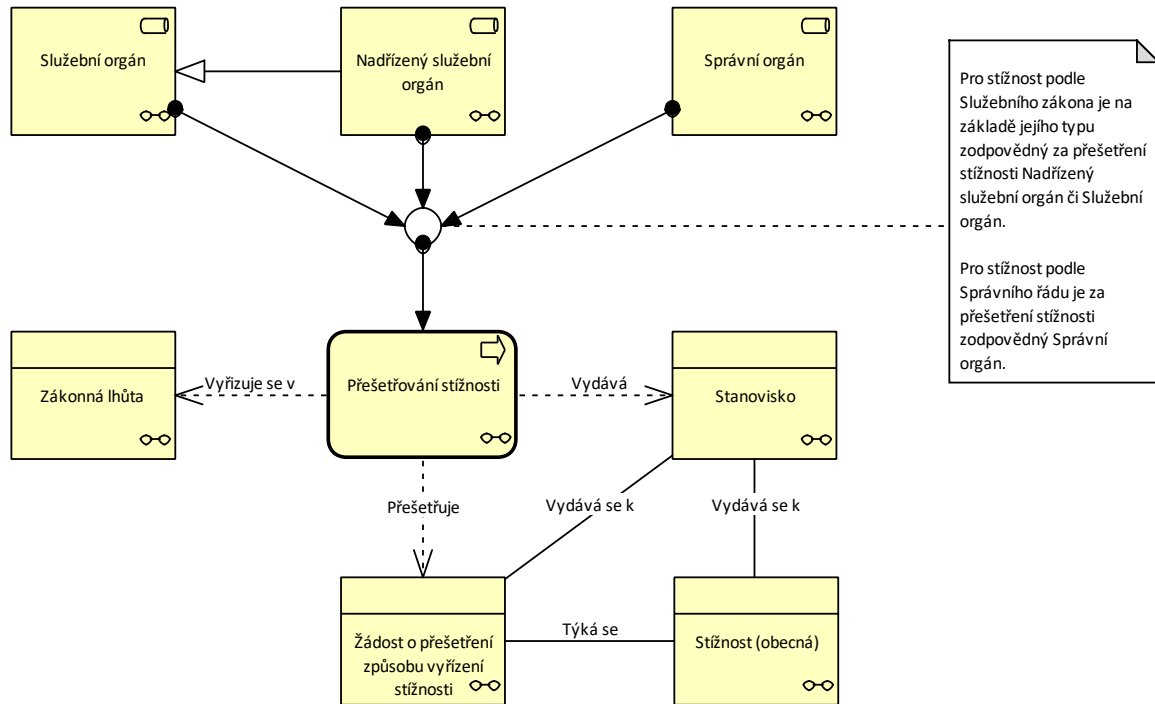 Služební orgán
Nadřízený služební
orgán
Správní orgán
Pro stížnost podle
Služebního zákona je na
základě jejího typu
zodpovědný za přešetření
stížnosti Nadřízený
služební orgán či Služební
orgán.
Pro stížnost podle
Správního řádu je za
přešetření stížnosti
zodpovědný Správní
orgán.
Zákonná lhůta
Vyřizuje se v
Přešetřování stížnosti
Vydává
Stanovisko
Přešetřuje
Vydává se k
Vydává se k
Žádost o přešetření
způsobu vyřízení
stížnosti
Týká se
Stížnost (obecná)